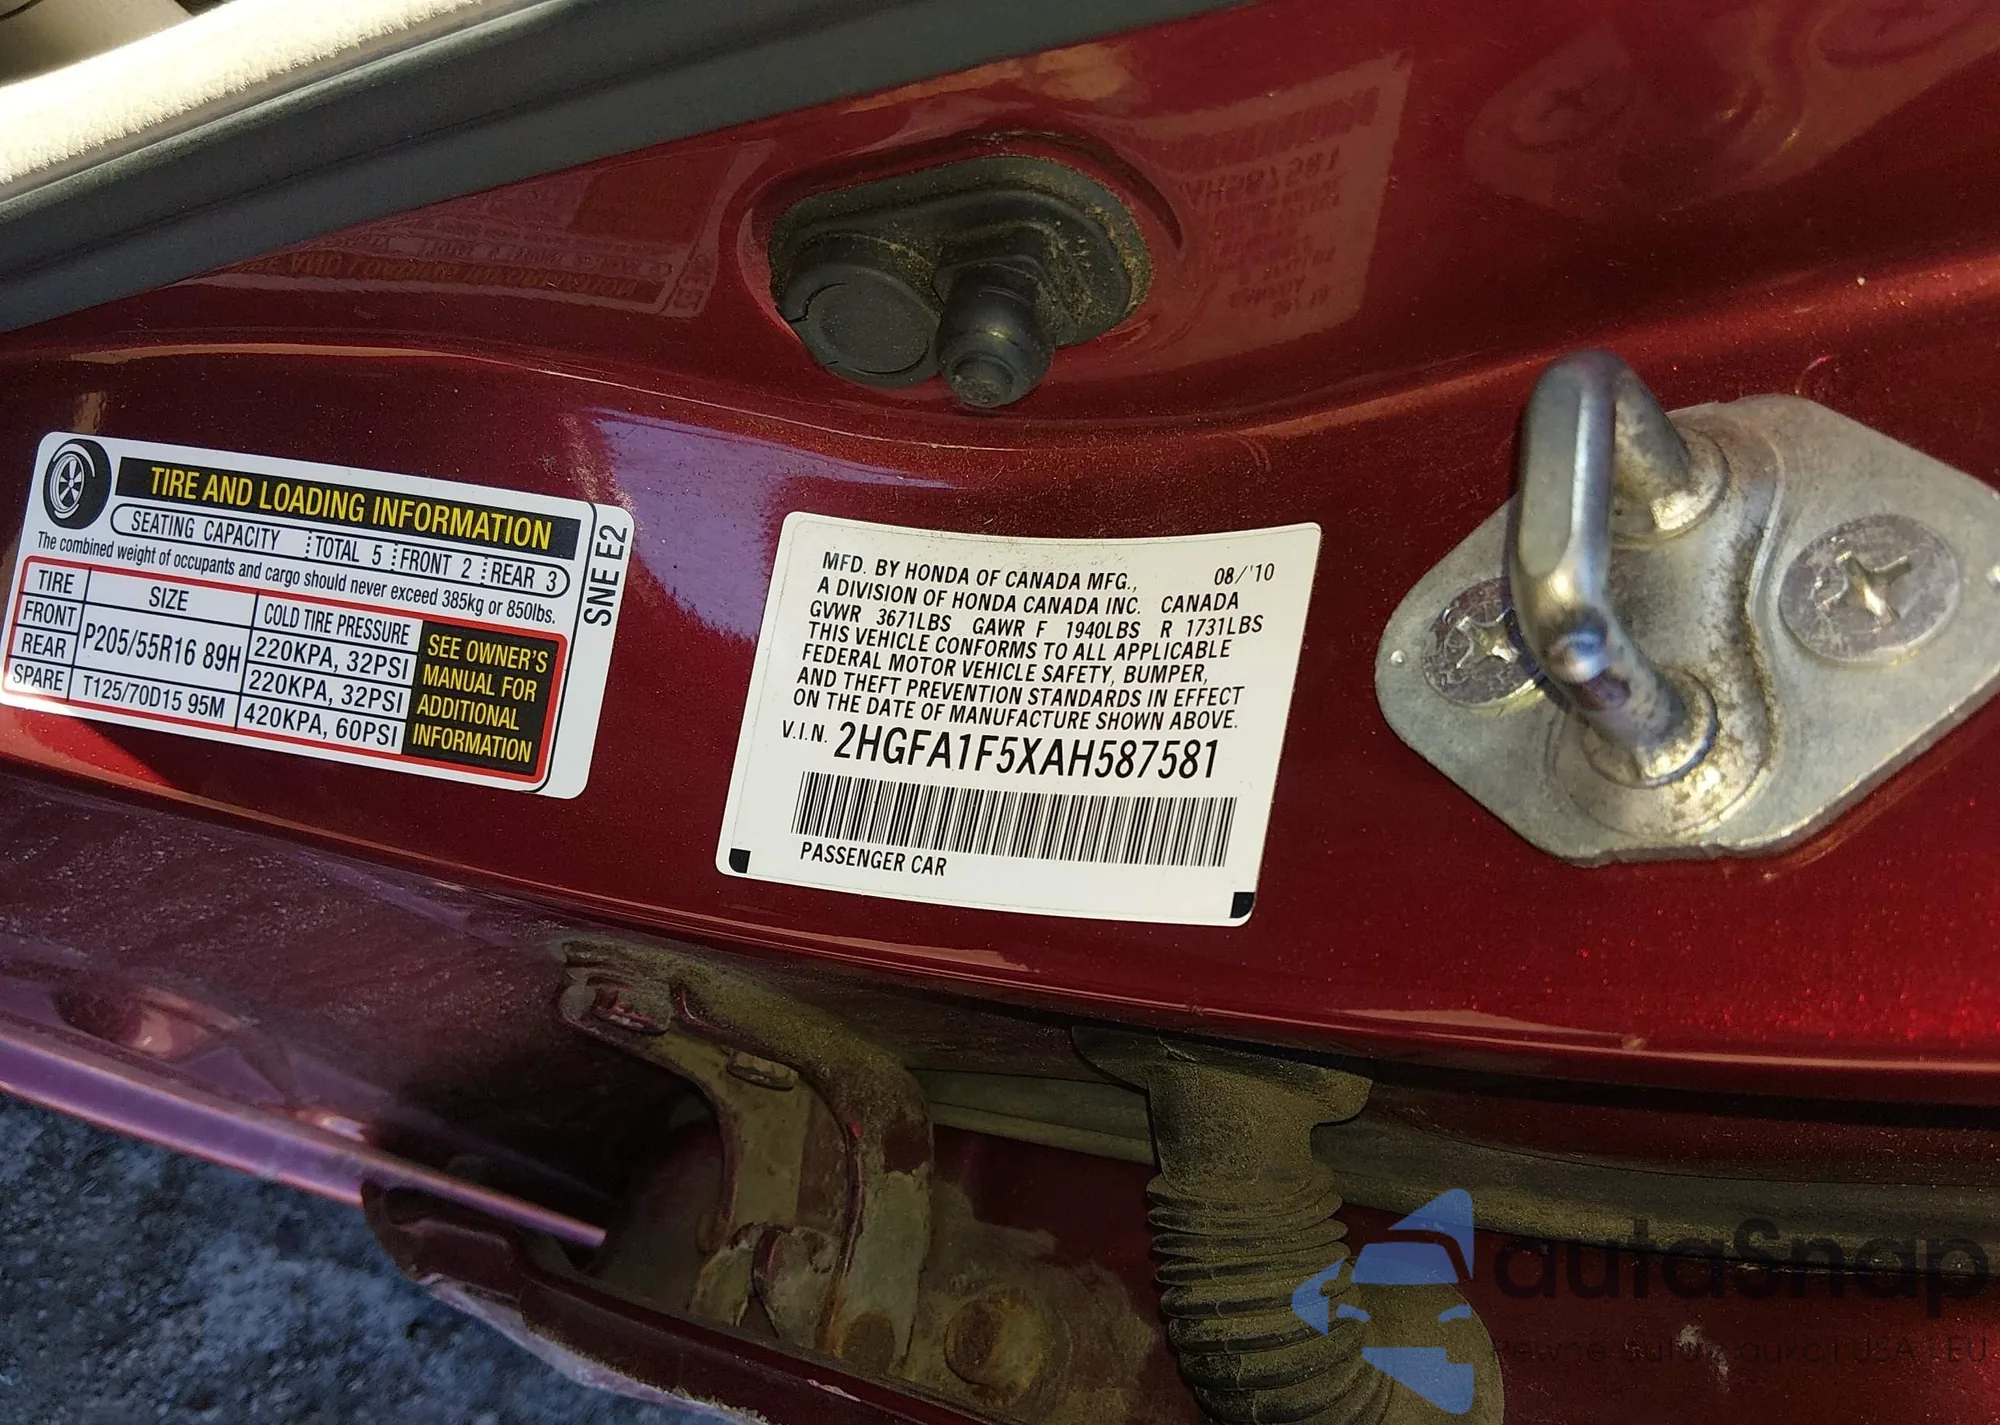 TIRE AND LOADING INFORMATION
SEATING CAPACITY TOTAL 5 FRONT 2 REAR 3
The combined weight of occupants and cargo should never exceed 385kg or 850lbs.
TIRE SIZE COLD TIRE PRESSURE
FRONT P205/55R16 89H 220KPA, 32PSI
REAR 220KPA, 32PSI
SPARE T125/70D15 95M 420KPA, 60PSI
SEE OWNER'S
MANUAL FOR
ADDITIONAL
INFORMATION
SNE E2
MFD. BY HONDA OF CANADA MFG., 08/'10
A DIVISION OF HONDA CANADA INC. CANADA
GVWR 3671LBS GAWR F 1940LBS R 1731LBS
THIS VEHICLE CONFORMS TO ALL APPLICABLE
FEDERAL MOTOR VEHICLE SAFETY, BUMPER,
AND THEFT PREVENTION STANDARDS IN EFFECT
ON THE DATE OF MANUFACTURE SHOWN ABOVE.
V.I.N. 2HGFA1F5XAH587581
PASSENGER CAR
autaSnap
USA i EU